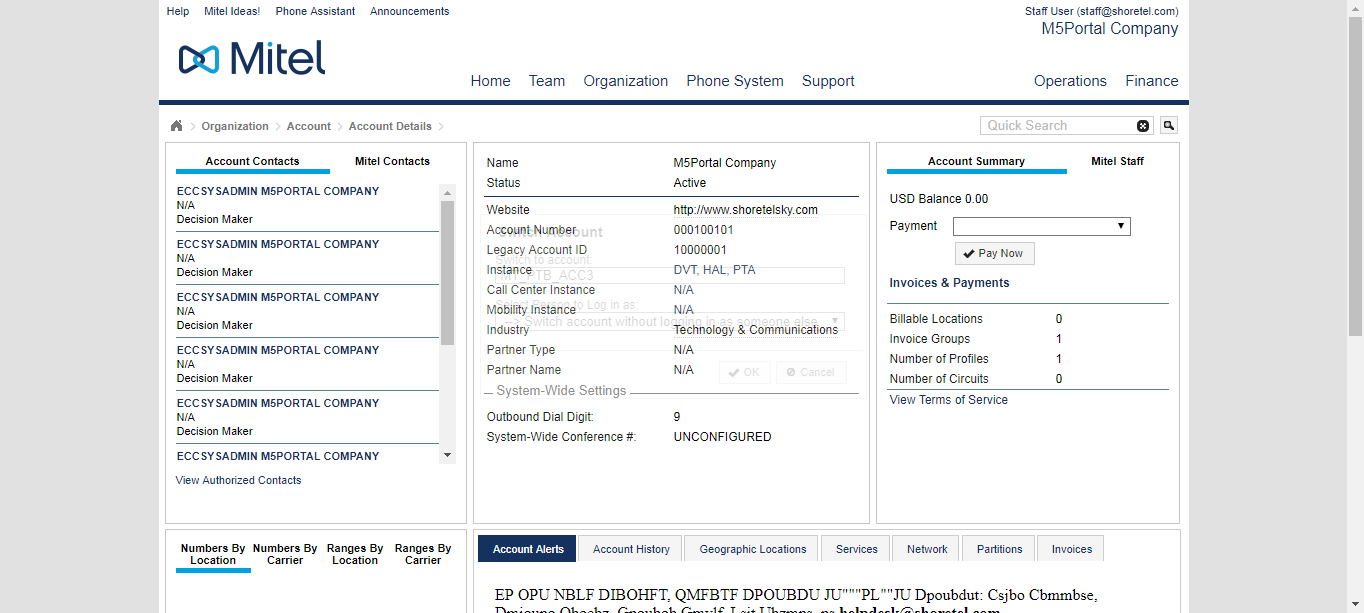 Help Mitel Ideas! Phone Assistant Announcements
Staff User (staff@shoretel.com)
M5Portal Company
Mitel
Home Team Organization Phone System Support Operations Finance
Organization Account Account Details
Quick Search
Account Contacts Mitel Contacts
ECCSYSADMIN M5PORTAL COMPANY
N/A
Decision Maker
ECCSYSADMIN M5PORTAL COMPANY
N/A
Decision Maker
ECCSYSADMIN M5PORTAL COMPANY
N/A
Decision Maker
ECCSYSADMIN M5PORTAL COMPANY
N/A
Decision Maker
ECCSYSADMIN M5PORTAL COMPANY
N/A
Decision Maker
ECCSYSADMIN M5PORTAL COMPANY
View Authorized Contacts
Name M5Portal Company
Status Active
Website http://www.shoretelsky.com
Account Number 000100101
Legacy Account ID 10000001
Instance DVT, HAL, PTA
Call Center Instance N/A
Mobility Instance N/A
Industry Technology & Communications
Partner Type N/A
Partner Name N/A
System-Wide Settings
Outbound Dial Digit: 9
System-Wide Conference #: UNCONFIGURED
Switch Account
Switch to account:
MT_PTB_ACC3
Select Person to Log in as:
--> Switch account without logging in as someone else
OK Cancel
Account Summary Mitel Staff
USD Balance 0.00
Payment
Pay Now
Invoices & Payments
Billable Locations 0
Invoice Groups 1
Number of Profiles 1
Number of Circuits 0
View Terms of Service
Numbers By Location Numbers By Carrier Ranges By Location Ranges By Carrier
Account Alerts Account History Geographic Locations Services Network Partitions Invoices
EP OPU NBLF DIBOHFT, QMFBTF DPOUBDU JU"""PL""JU Dpoubdut: Csjbo Cbmmbse,
helpdesk@shoretel.com